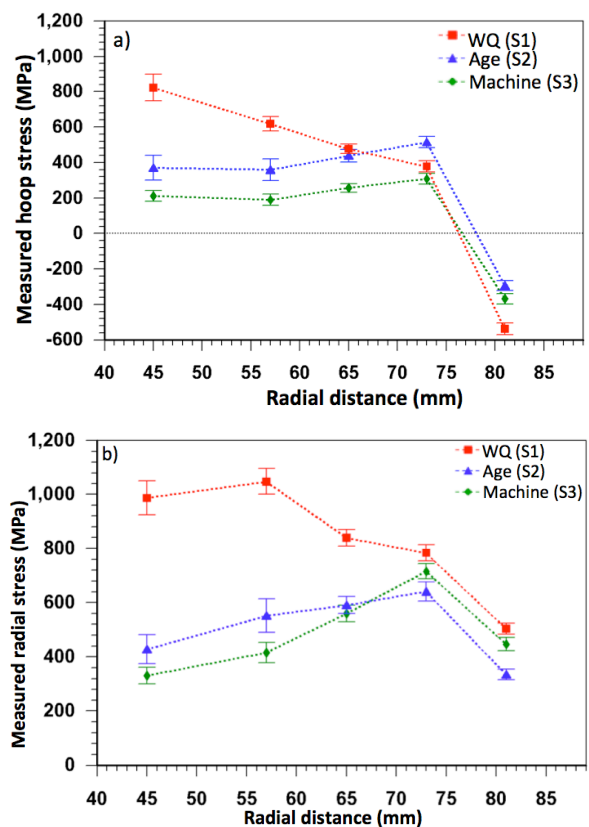 a)
WQ (S1)
Age (S2)
Machine (S3)
Measured hoop stress (MPa)
1,200
1,000
800
600
400
200
0
-200
-400
-600
40 45 50 55 60 65 70 75 80 85
Radial distance (mm)
b)
WQ (S1)
Age (S2)
Machine (S3)
Measured radial stress (MPa)
1,200
1,000
800
600
400
200
0
40 45 50 55 60 65 70 75 80 85
Radial distance (mm)